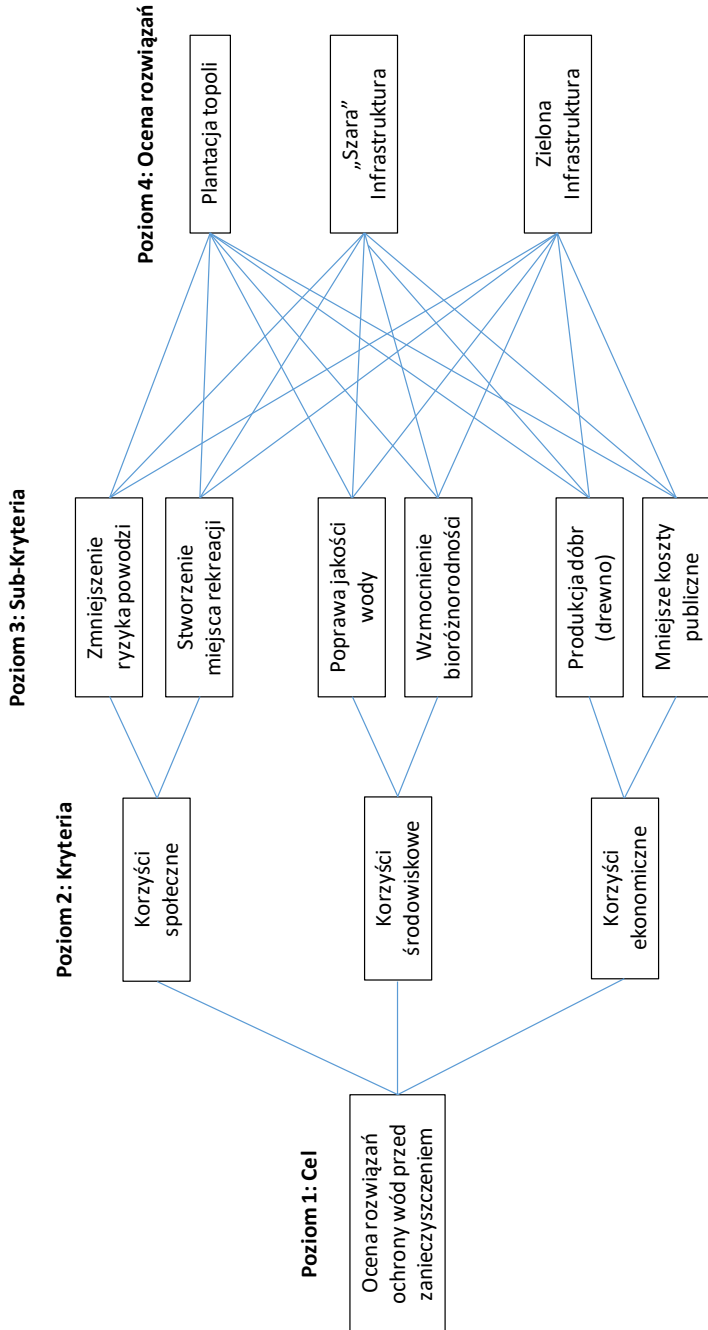 Poziom 1: Cel
Ocena rozwiązań
ochrony wód przed
zanieczyszczeniem
Poziom 2: Kryteria
Korzyści
społeczne
Korzyści
środowiskowe
Korzyści
ekonomiczne
Poziom 3: Sub-Kryteria
Zmniejszenie
ryzyka powodzi
Stworzenie
miejsca rekreacji
Poprawa jakości
wody
Wzmocnienie
bioróżnorodności
Produkcja dóbr
(drewno)
Mniejsze koszty
publiczne
Poziom 4: Ocena rozwiązań
Plantacja topoli
„Szara”
Infrastruktura
Zielona
Infrastruktura